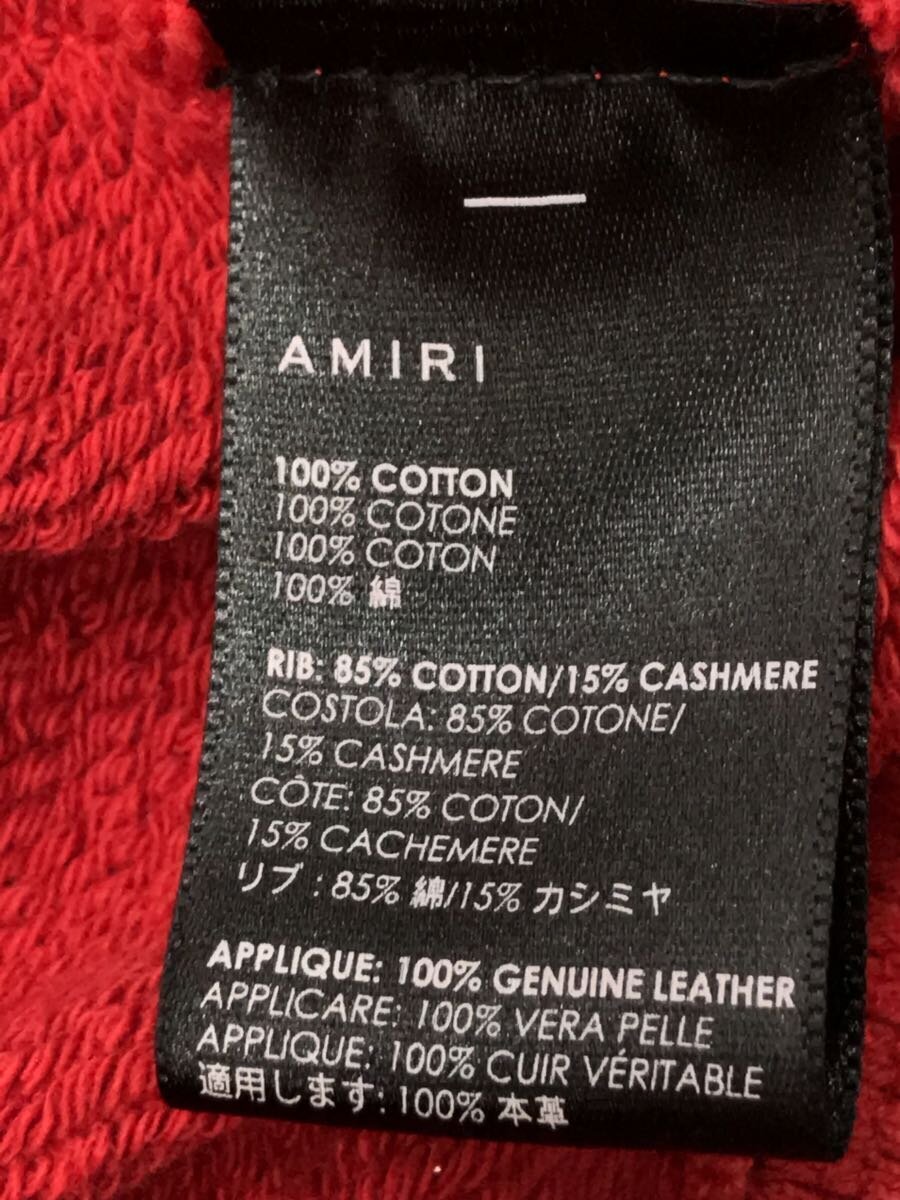 AMIRI
100% COTTON
100% COTONE
100% COTON
100% 綿
RIB: 85% COTTON/15% CASHMERE
COSTOLA: 85% COTONE/
15% CASHMERE
CÔTE: 85% COTON/
15% CACHEMERE
リブ : 85% 綿/15% カシミヤ
APPLIQUE: 100% GENUINE LEATHER
APPLICARE: 100% VERA PELLE
APPLIQUE: 100% CUIR VÉRITABLE
適用します: 100% 本革